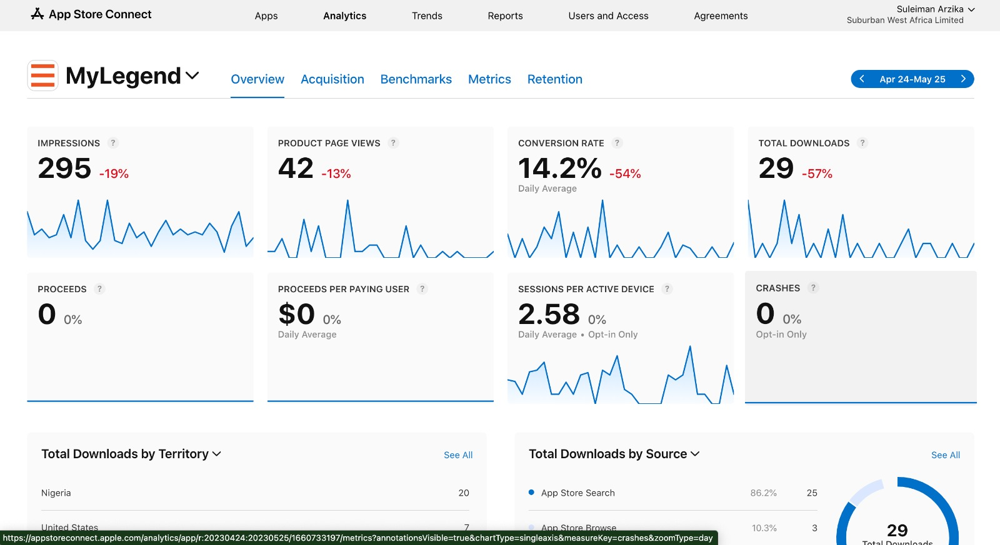 App Store Connect
Apps
Analytics
Trends
Reports
Users and Access
Agreements
Suleiman Arzika
Suburban West Africa Limited
MyLegend
Overview
Acquisition
Benchmarks
Metrics
Retention
Apr 24-May 25
IMPRESSIONS ?
295 -19%
PRODUCT PAGE VIEWS ?
42 -13%
CONVERSION RATE ?
14.2% -54%
Daily Average
TOTAL DOWNLOADS ?
29 -57%
PROCEEDS ?
0 0%
PROCEEDS PER PAYING USER ?
$0 0%
Daily Average
SESSIONS PER ACTIVE DEVICE ?
2.58 0%
Daily Average • Opt-in Only
CRASHES ?
0 0%
Opt-in Only
Total Downloads by Territory
See All
Nigeria 20
United States 7
Total Downloads by Source
See All
App Store Search 86.2% 25
App Store Browse 10.3% 3
29
Total Downloads
https://appstoreconnect.apple.com/analytics/app/r:20230424:20230525/1660733197/metrics?annotationsVisible=true&chartType=singleaxis&measureKey=crashes&zoomType=day